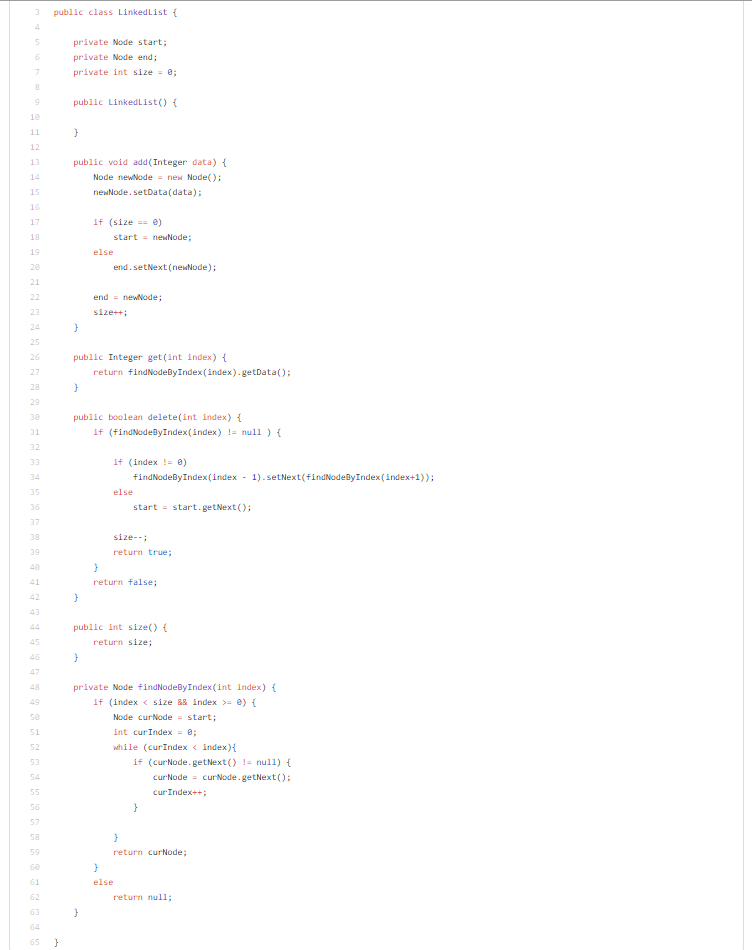 3 public class LinkedList {
4
5 private Node start;
6 private Node end;
7 private int size = 0;
8
9 public LinkedList() {
10
11 }
12
13 public void add(Integer data) {
14 Node newNode = new Node();
15 newNode.setData(data);
16
17 if (size == 0)
18 start = newNode;
19 else
20 end.setNext(newNode);
21
22 end = newNode;
23 size++;
24 }
25
26 public Integer get(int index) {
27 return findNodeByIndex(index).getData();
28 }
29
30 public boolean delete(int index) {
31 if (findNodeByIndex(index) != null ) {
32
33 if (index != 0)
34 findNodeByIndex(index - 1).setNext(findNodeByIndex(index+1));
35 else
36 start = start.getNext();
37
38 size--;
39 return true;
40 }
41 return false;
42 }
43
44 public int size() {
45 return size;
46 }
47
48 private Node findNodeByIndex(int index) {
49 if (index < size && index >= 0) {
50 Node curNode = start;
51 int curIndex = 0;
52 while (curIndex < index){
53 if (curNode.getNext() != null) {
54 curNode = curNode.getNext();
55 curIndex++;
56 }
57
58 }
59 return curNode;
60 }
61 else
62 return null;
63 }
64
65 }